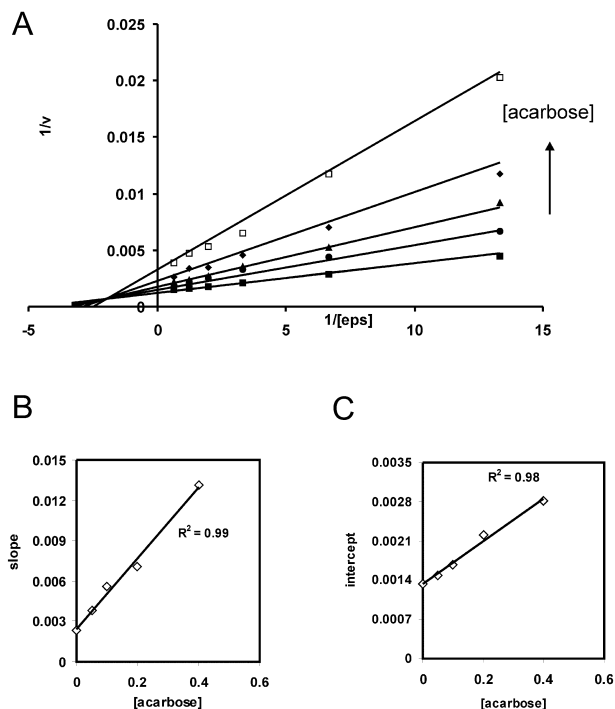 A
0.025
0.02
0.015
0.01
0.005
0
1/v
-5
0
5
10
15
1/[eps]
[acarbose]
B
0.015
0.012
0.009
0.006
0.003
0
slope
R² = 0.99
0
0.2
0.4
0.6
[acarbose]
C
0.0035
0.0028
0.0021
0.0014
0.0007
0
intercept
R² = 0.98
0
0.2
0.4
0.6
[acarbose]